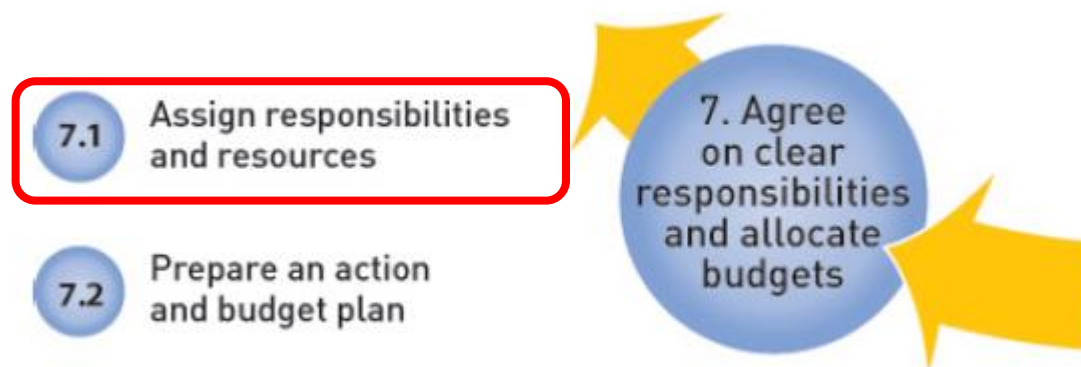 7.1
Assign responsibilities
and resources
7.2
Prepare an action
and budget plan
7. Agree
on clear
responsibilities
and allocate
budgets